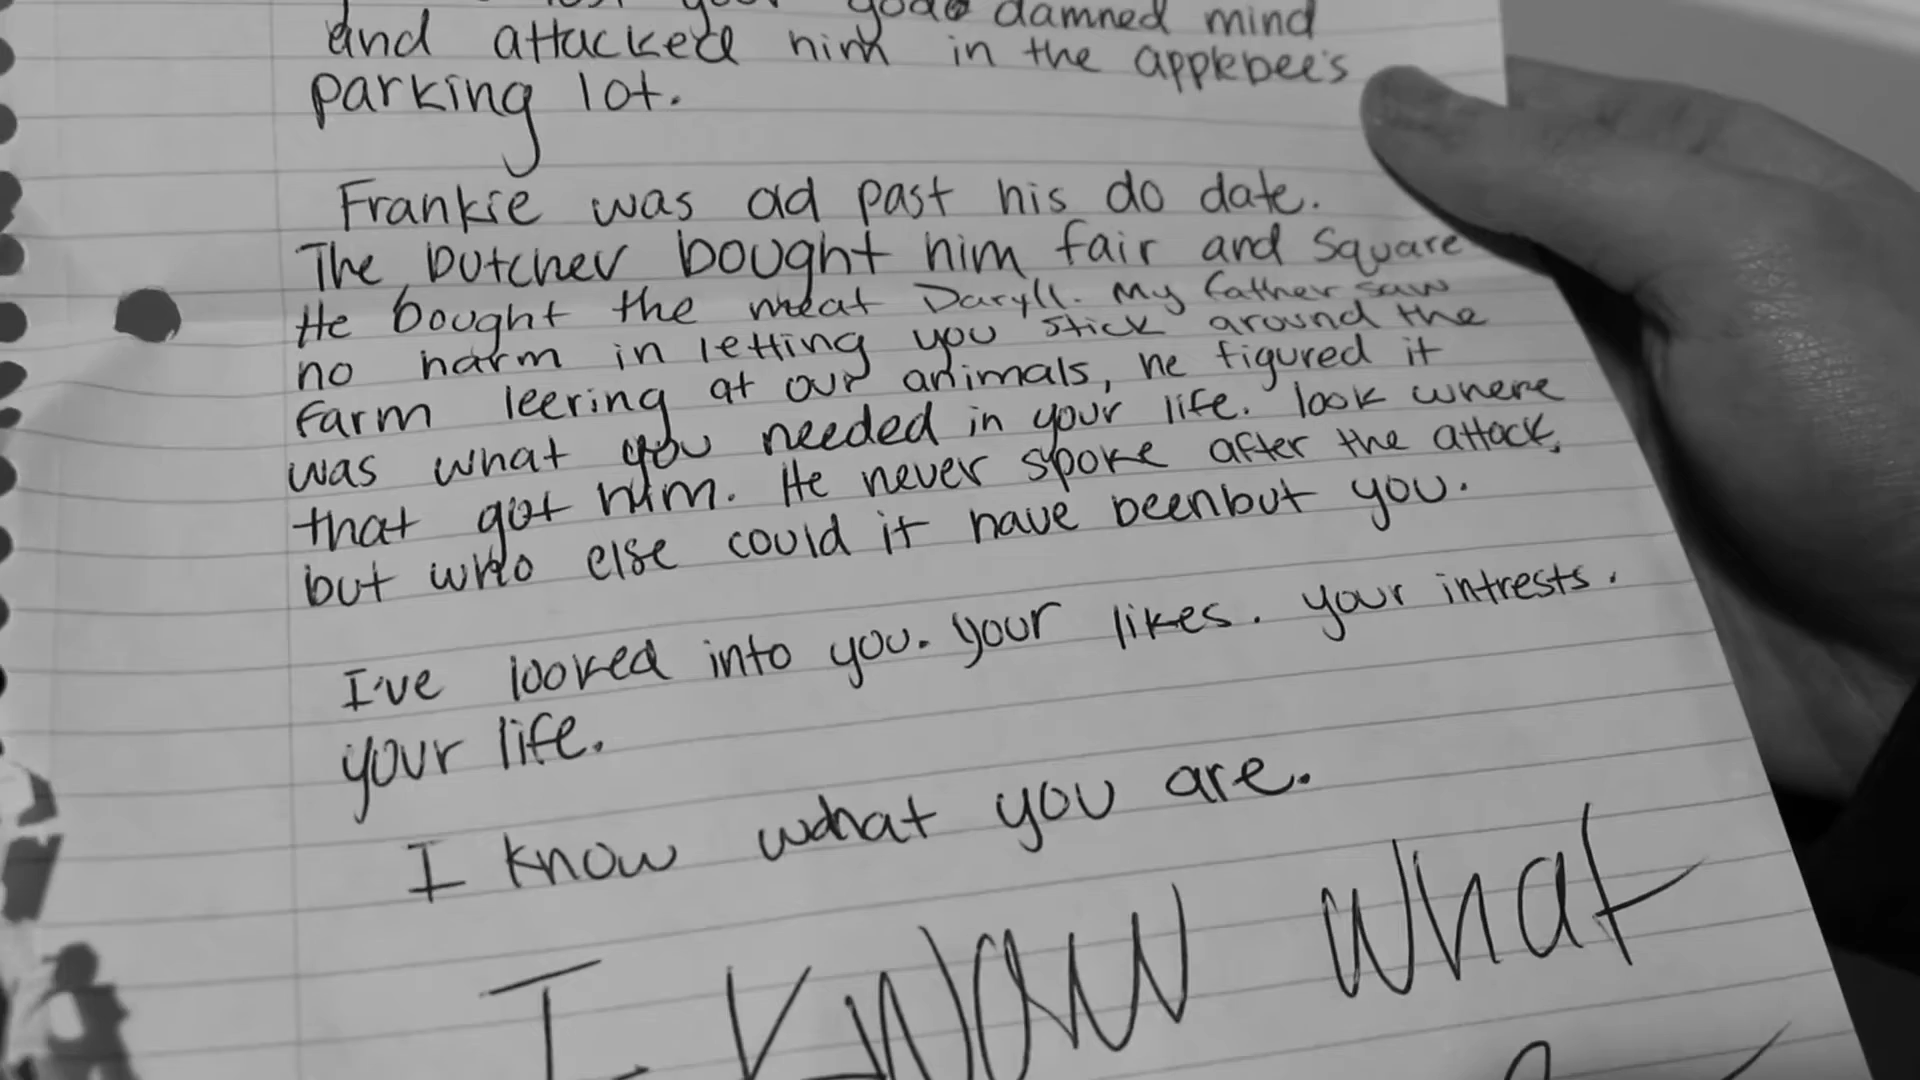 your god damned mind
and attacked him in the applebee's
parking lot.
Frankie was old past his do date.
The butcher bought him fair and square
He bought the meat Daryll. My father saw
no harm in letting you stick around the
farm leering at our animals, he figured it
was what you needed in your life. look where
that got him. He never spoke after the attack,
but who else could it have beenbut you.
I've looked into you. your likes. your intrests.
your life.
I know what you are.
I KNOW WhAt